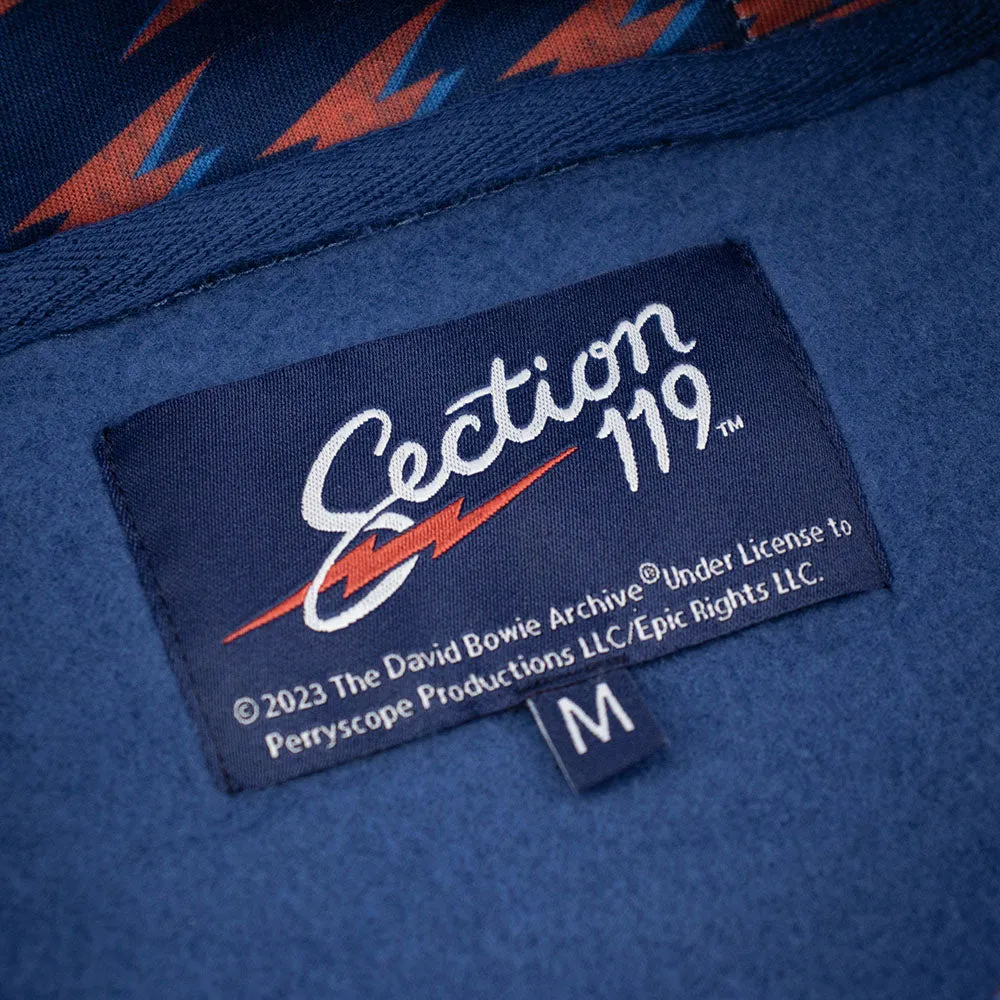 Section
119™
© 2023 The David Bowie Archive® Under License to
Perryscope Productions LLC/Epic Rights LLC.
M